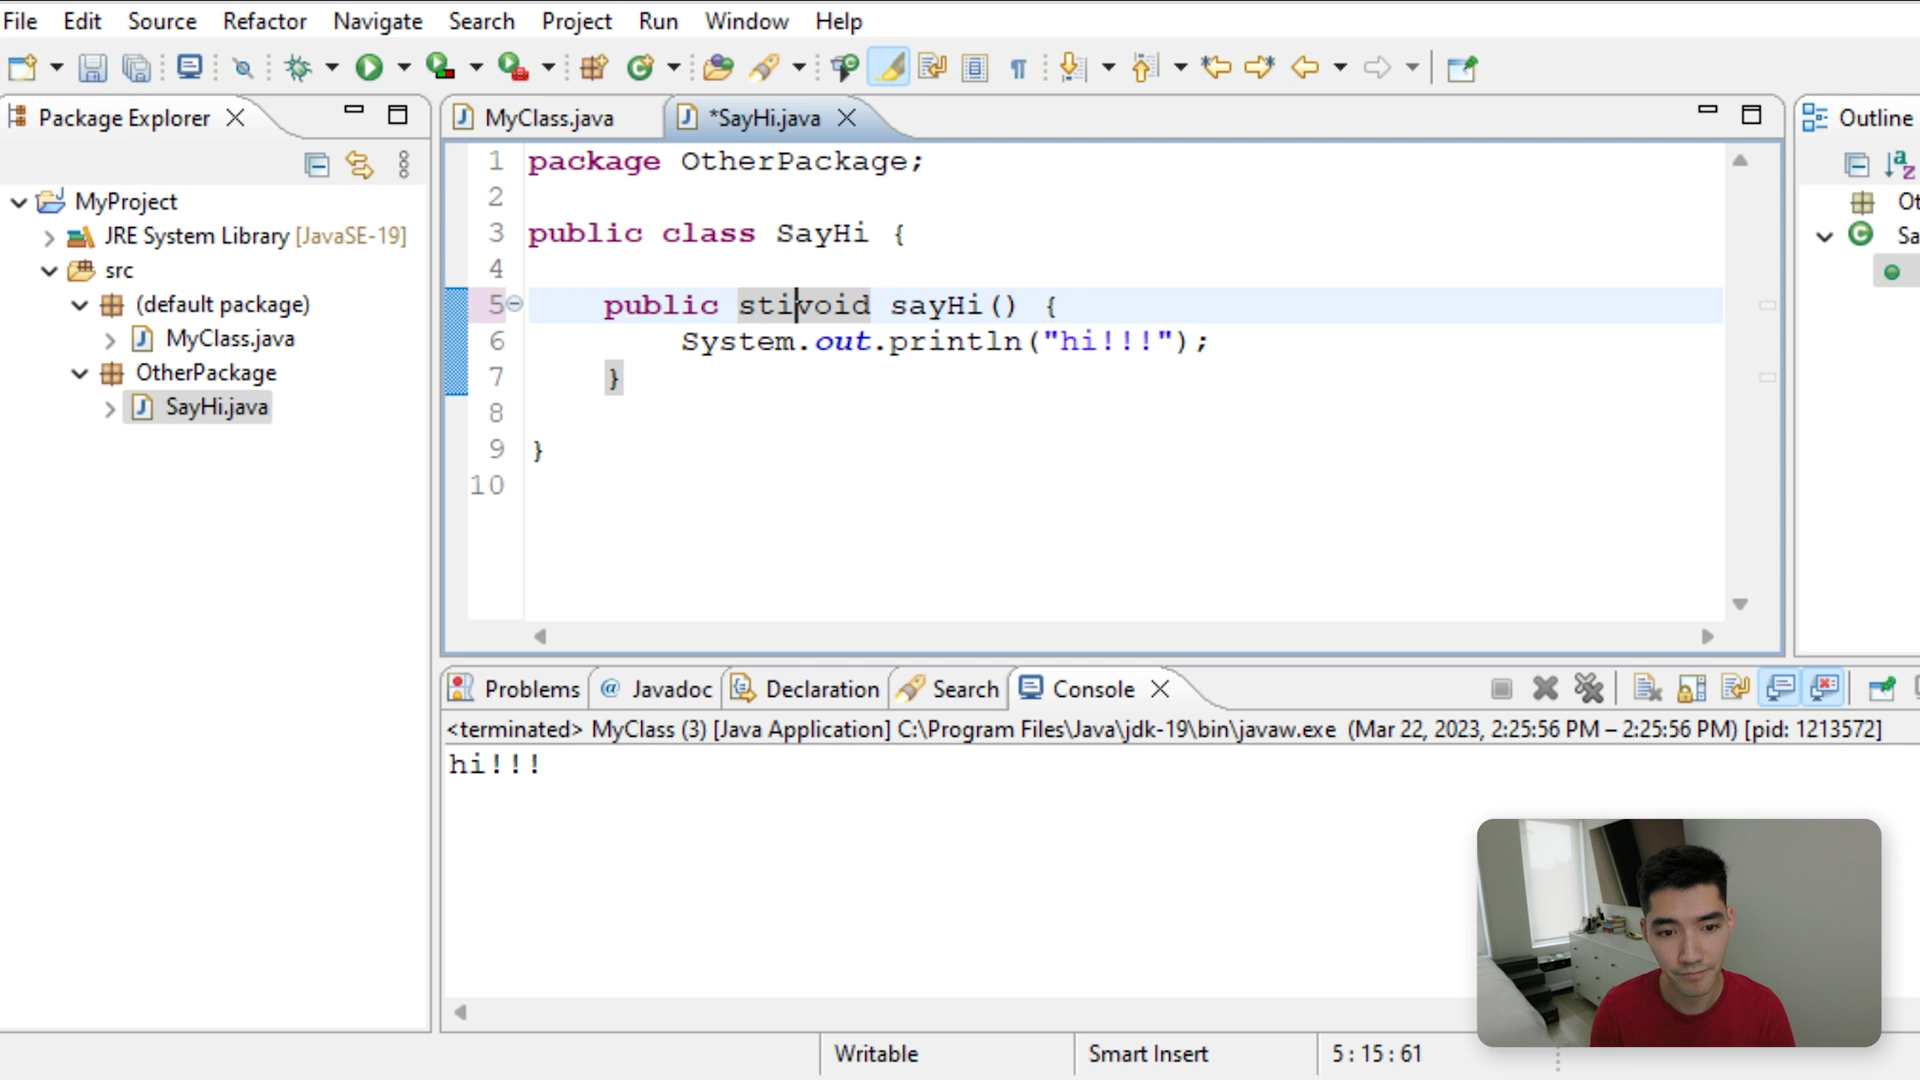 File Edit Source Refactor Navigate Search Project Run Window Help
Package Explorer
MyProject
JRE System Library [JavaSE-19]
src
(default package)
MyClass.java
OtherPackage
SayHi.java
MyClass.java
*SayHi.java
1 package OtherPackage;
2
3 public class SayHi {
4
5 public stivoid sayHi() {
6 System.out.println("hi!!!");
7 }
8
9 }
10
Outline
Ot
Sa
Problems @ Javadoc Declaration Search Console
<terminated> MyClass (3) [Java Application] C:\Program Files\Java\jdk-19\bin\javaw.exe (Mar 22, 2023, 2:25:56 PM – 2:25:56 PM) [pid: 1213572]
hi!!!
Writable Smart Insert 5 : 15 : 61